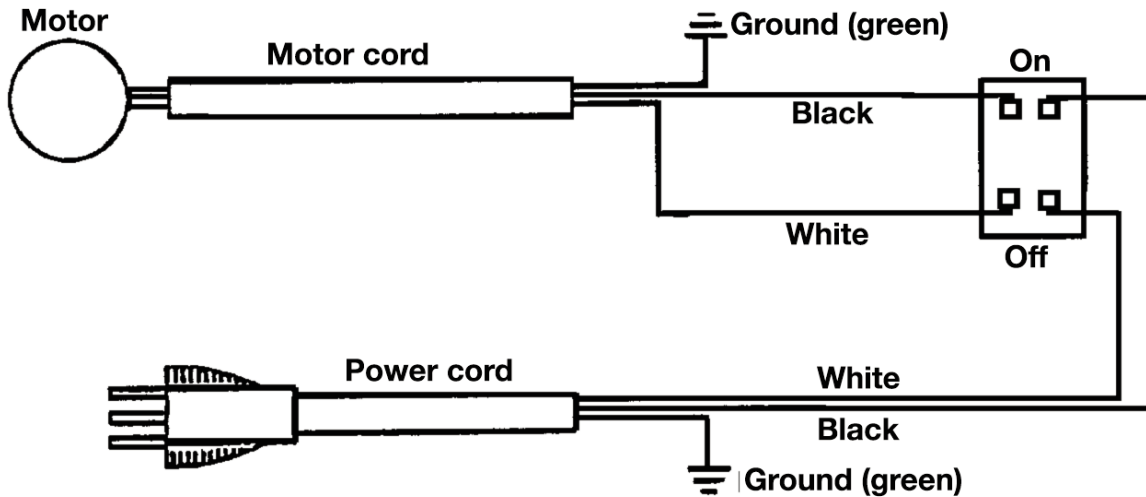 Motor
Motor cord
Ground (green)
On
Black
White
Off
Power cord
White
Black
Ground (green)